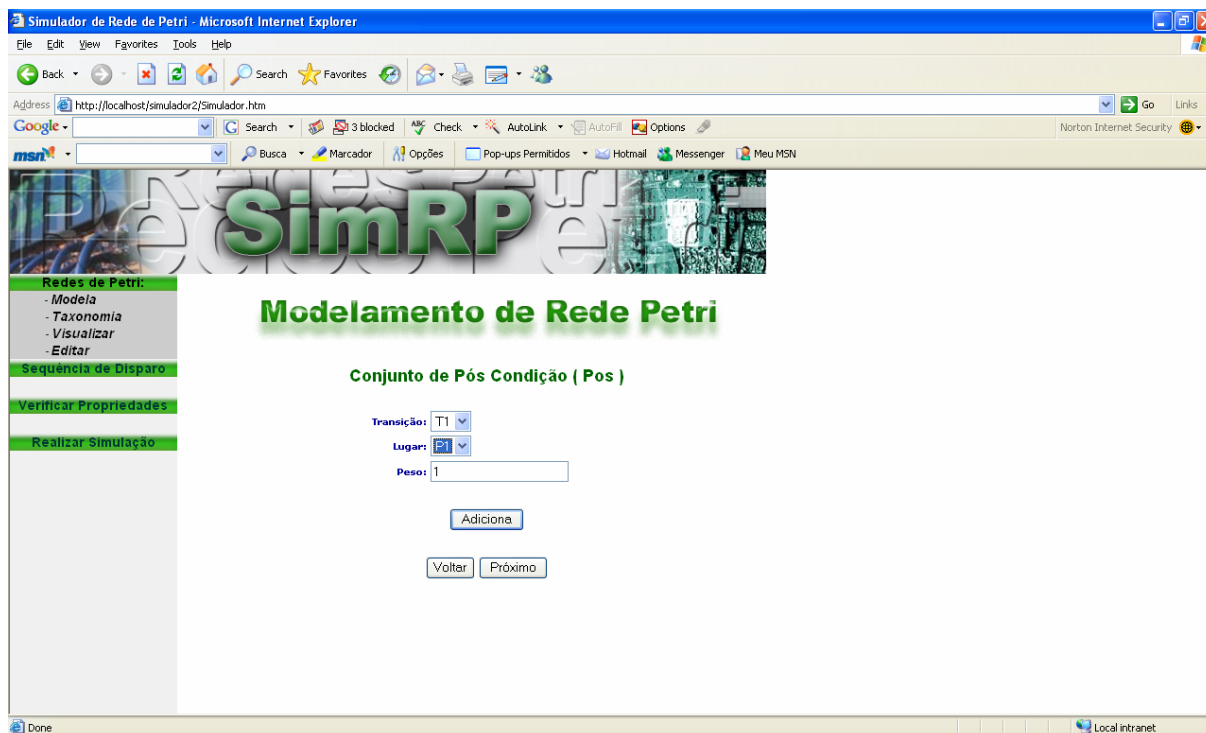 Simulador de Rede de Petri - Microsoft Internet Explorer
File Edit View Favorites Tools Help
Back Search Favorites
Address http://localhost/simulador2/Simulador.htm Go Links
Google Search 3 blocked Check AutoLink AutoFill Options Norton Internet Security
msn Busca Marcador Opções Pop-ups Permitidos Hotmail Messenger Meu MSN
SimRP
Redes de Petri:
- Modela
- Taxonomia
- Visualizar
- Editar
Sequência de Disparo
Verificar Propriedades
Realizar Simulação
Modelamento de Rede Petri
Conjunto de Pós Condição ( Pos )
Transição: T1
Lugar: P1
Peso: 1
Adiciona
Voltar Próximo
Done Local intranet